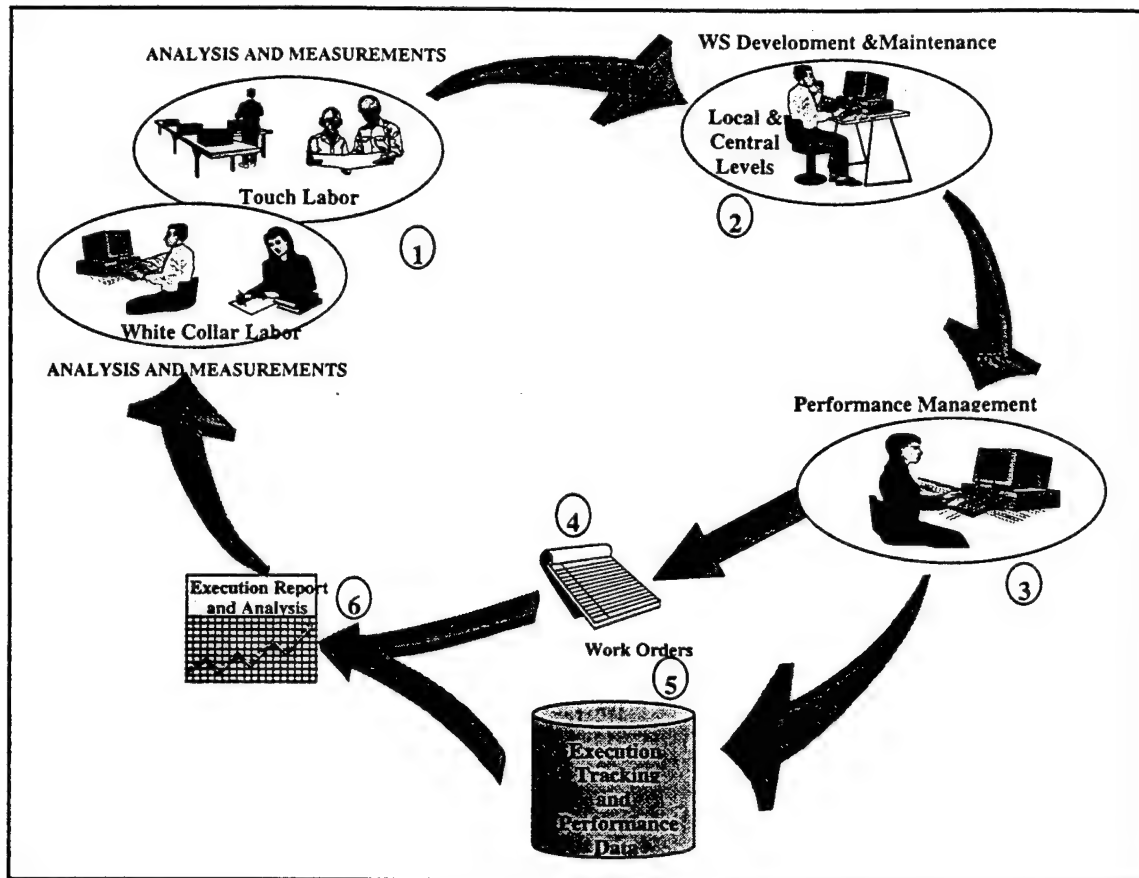 ANALYSIS AND MEASUREMENTS
Touch Labor
1
White Collar Labor
ANALYSIS AND MEASUREMENTS
WS Development &Maintenance
Local &
Central
Levels
2
Performance Management
3
4
Work Orders
5
Execution
Tracking
and
Performance
Data
Execution Report
and Analysis
6